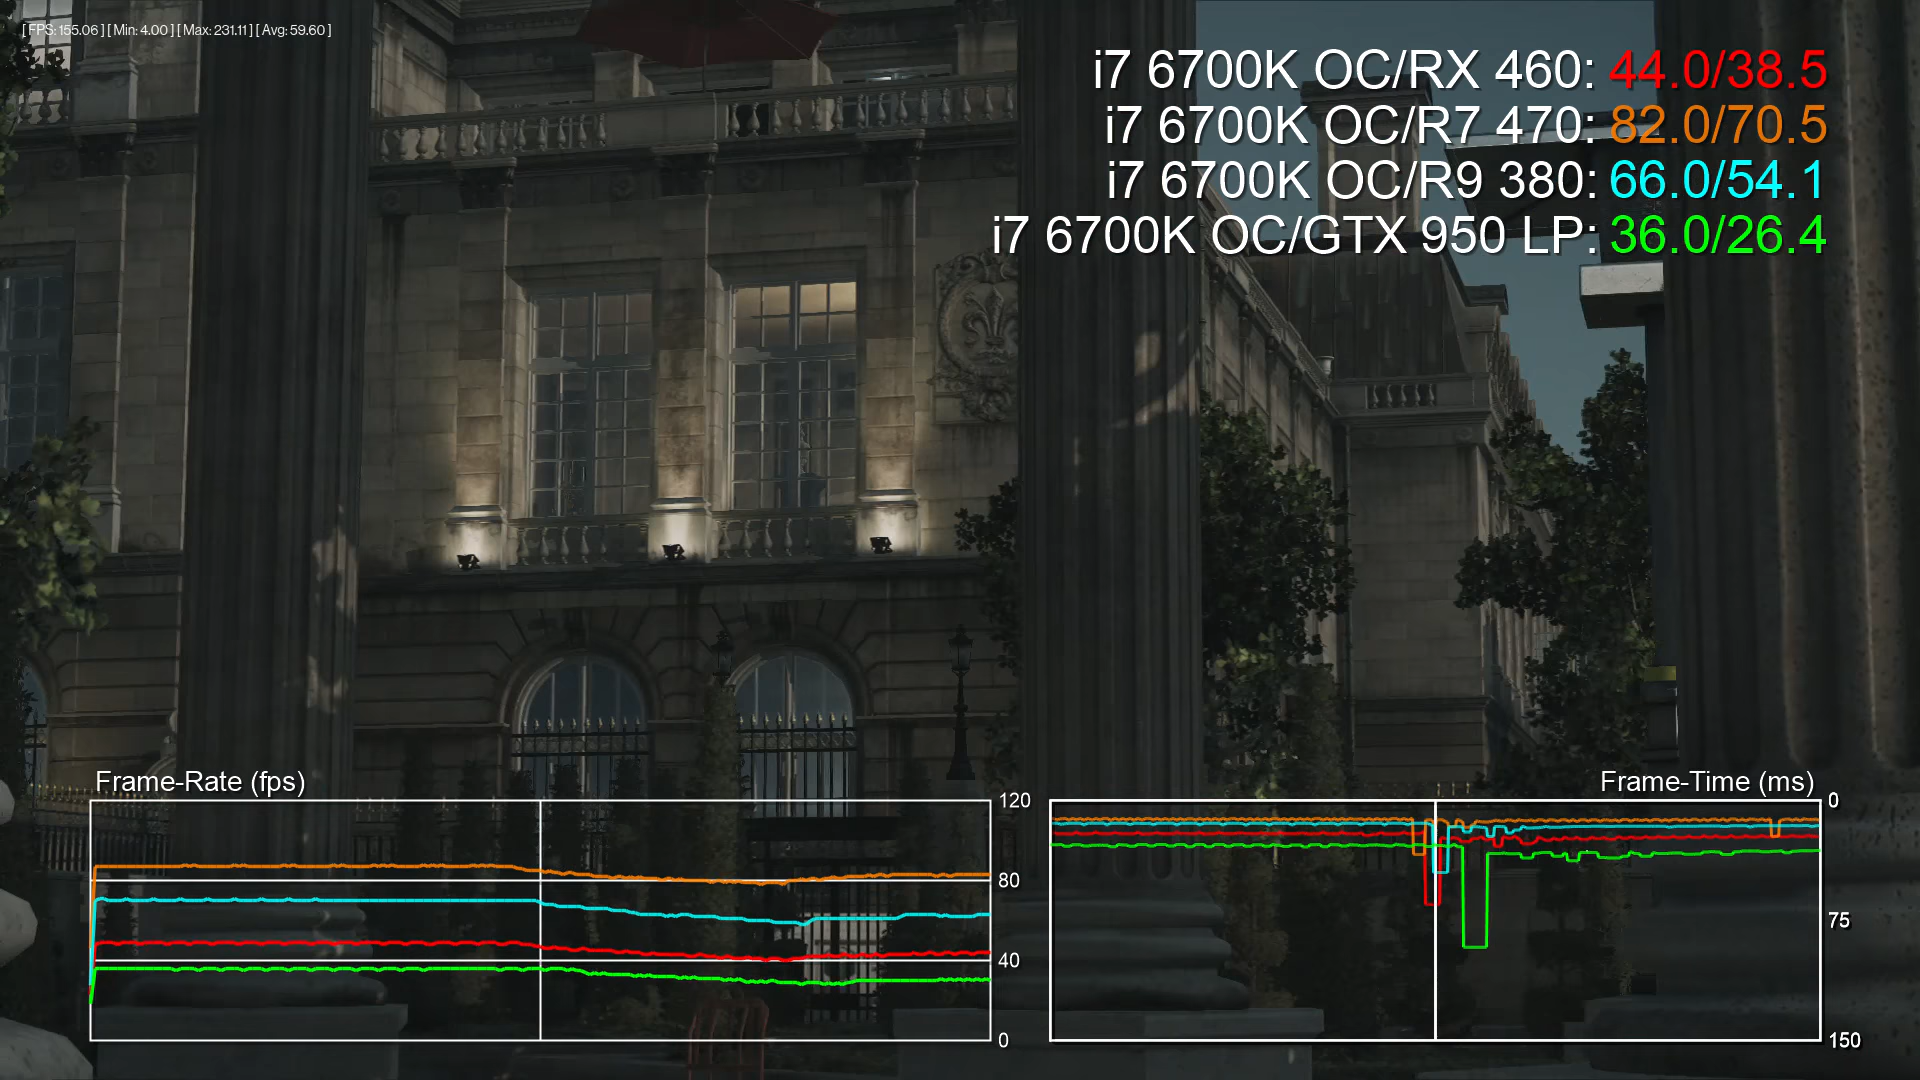 [ FPS: 155.06 ] [ Min: 4.00 ] [ Max: 231.11 ] [ Avg: 59.60 ]
i7 6700K OC/RX 460: 44.0/38.5
i7 6700K OC/R7 470: 82.0/70.5
i7 6700K OC/R9 380: 66.0/54.1
i7 6700K OC/GTX 950 LP: 36.0/26.4
Frame-Rate (fps)
120
80
40
0
Frame-Time (ms)
0
75
150